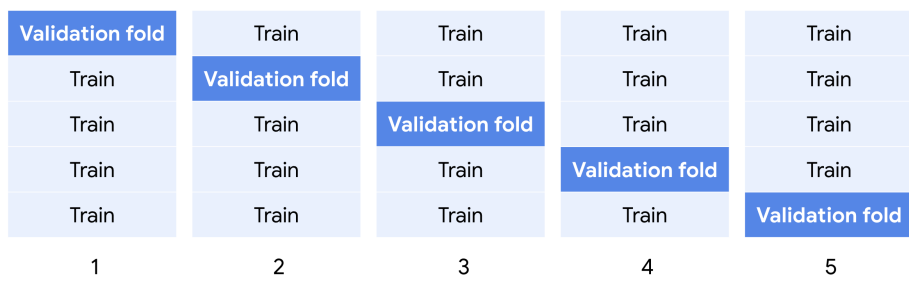 Validation fold Train Train Train Train
Train Validation fold Train Train Train
Train Train Validation fold Train Train
Train Train Train Validation fold Train
Train Train Train Train Validation fold
1 2 3 4 5